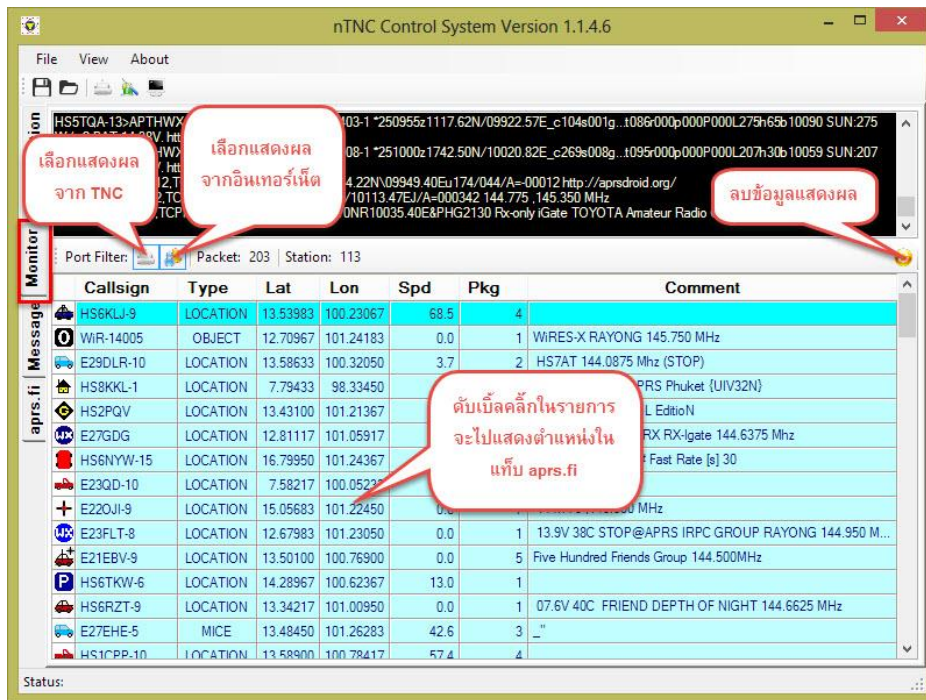 nTNC Control System Version 1.1.4.6
File View About
HS5TQA-13>APTHWX 403-1 *250955z1117.62N/09922.57E_c104s001g...t086r000p000P000L275h65b10090 SUN:275
08-1 *251000z1742.50N/10020.82E_c269s008g...t095r000p000P000L207h30b10059 SUN:207
4.22N\09949.40Eu174/044/A=-00012 http://aprsdroid.org/
/10113.47EJ/A=000342 144.775 ,145.350 MHz
0NR10035.40E&PHG2130 Rx-only iGate TOYOTA Amateur Radio
เลือกแสดงผล
จาก TNC
เลือกแสดงผล
จากอินเทอร์เน็ต
ลบข้อมูลแสดงผล
Monitor
Message
aprs.fi
Port Filter: Packet: 203 Station: 113
Callsign Type Lat Lon Spd Pkg Comment
HS6KLJ-9 LOCATION 13.53983 100.23067 68.5 4
WiR-14005 OBJECT 12.70967 101.24183 0.0 1 WiRES-X RAYONG 145.750 MHz
E29DLR-10 LOCATION 13.58633 100.32050 3.7 2 HS7AT 144.0875 Mhz (STOP)
HS8KKL-1 LOCATION 7.79433 98.33450 PRS Phuket {UIV32N}
HS2PQV LOCATION 13.43100 101.21367 L EditioN
E27GDG LOCATION 12.81117 101.05917 RX RX-Igate 144.6375 Mhz
HS6NYW-15 LOCATION 16.79950 101.24367 Fast Rate [s] 30
E23QD-10 LOCATION 7.58217
E22OJI-9 LOCATION 15.05683 101.22450 MHz
E23FLT-8 LOCATION 12.67983 101.23050 0.0 1 13.9V 38C STOP@APRS IRPC GROUP RAYONG 144.950 M...
E21EBV-9 LOCATION 13.50100 100.76900 0.0 5 Five Hundred Friends Group 144.500MHz
HS6TKW-6 LOCATION 14.28967 100.62367 13.0 1
HS6RZT-9 LOCATION 13.34217 101.00950 0.0 1 07.6V 40C FRIEND DEPTH OF NIGHT 144.6625 MHz
E27EHE-5 MICE 13.48450 101.26283 42.6 3 _"
HS1CPP-10 LOCATION 13.58900 100.78417 57.4 4
ดับเบิ้ลคลิ๊กในรายการ
จะไปแสดงตำแหน่งใน
แท็บ aprs.fi
Status: